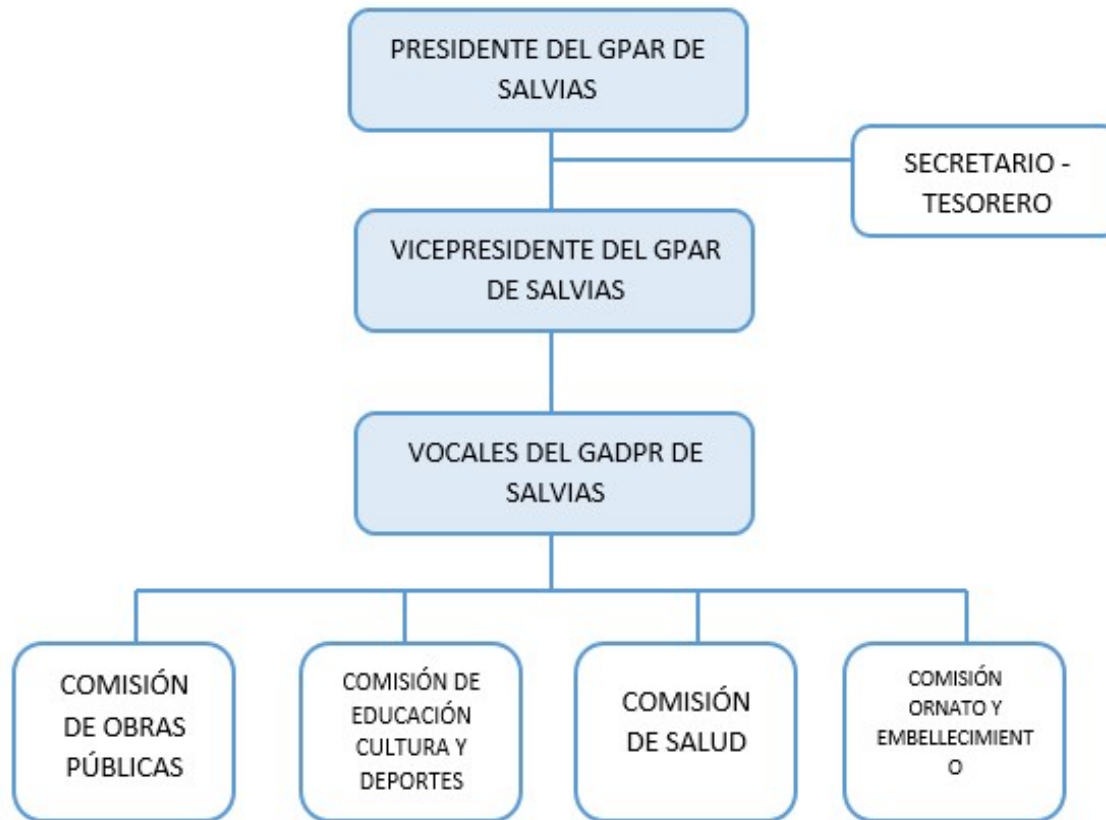 PRESIDENTE DEL GPAR DE
SALVIAS
SECRETARIO -
TESORERO
VICEPRESIDENTE DEL GPAR
DE SALVIAS
VOCALES DEL GADPR DE
SALVIAS
COMISIÓN
DE OBRAS
PÚBLICAS
COMISIÓN DE
EDUCACIÓN
CULTURA Y
DEPORTES
COMISIÓN
DE SALUD
COMISIÓN
ORNATO Y
EMBELLECIMIENT
O